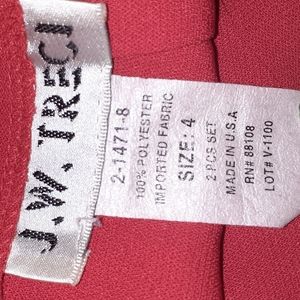 J.W. TRECI
2-1471-8
100% POLYESTER
IMPORTED FABRIC
SIZE: 4
2 PCS SET
MADE IN U.S.A
RN# 88108
LOT# V-1100